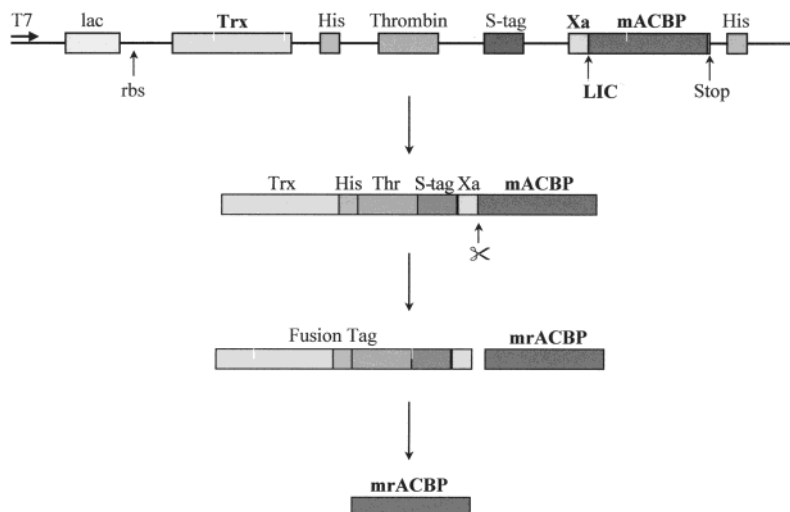 T7
lac Trx His Thrombin S-tag Xa mACBP His
rbs LIC Stop
Trx His Thr S-tag Xa mACBP
Fusion Tag mrACBP
mrACBP